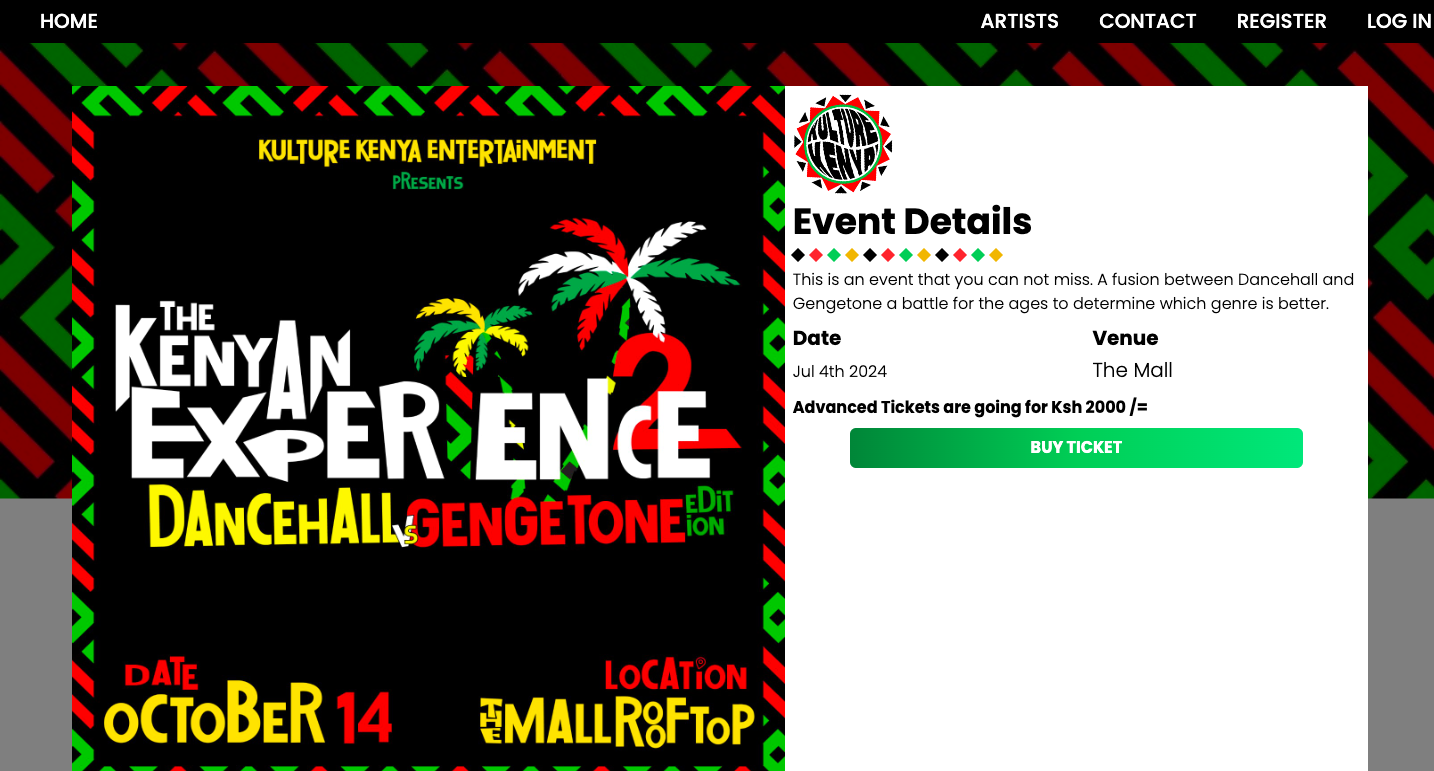 HOME ARTISTS CONTACT REGISTER LOG IN
KULTURE KENYA ENTERTAiNMENT
PRESENTS
THE
KENYAN
EXPERIENCE 2
DANCEHALL VS GENGETONE EDiTiON
DATE
OCTOBER 14
LOCATiON
THE MALL ROOFTOP
KULTURE
KENYA
Event Details
This is an event that you can not miss. A fusion between Dancehall and
Gengetone a battle for the ages to determine which genre is better.
Date Venue
Jul 4th 2024 The Mall
Advanced Tickets are going for Ksh 2000 /=
BUY TICKET